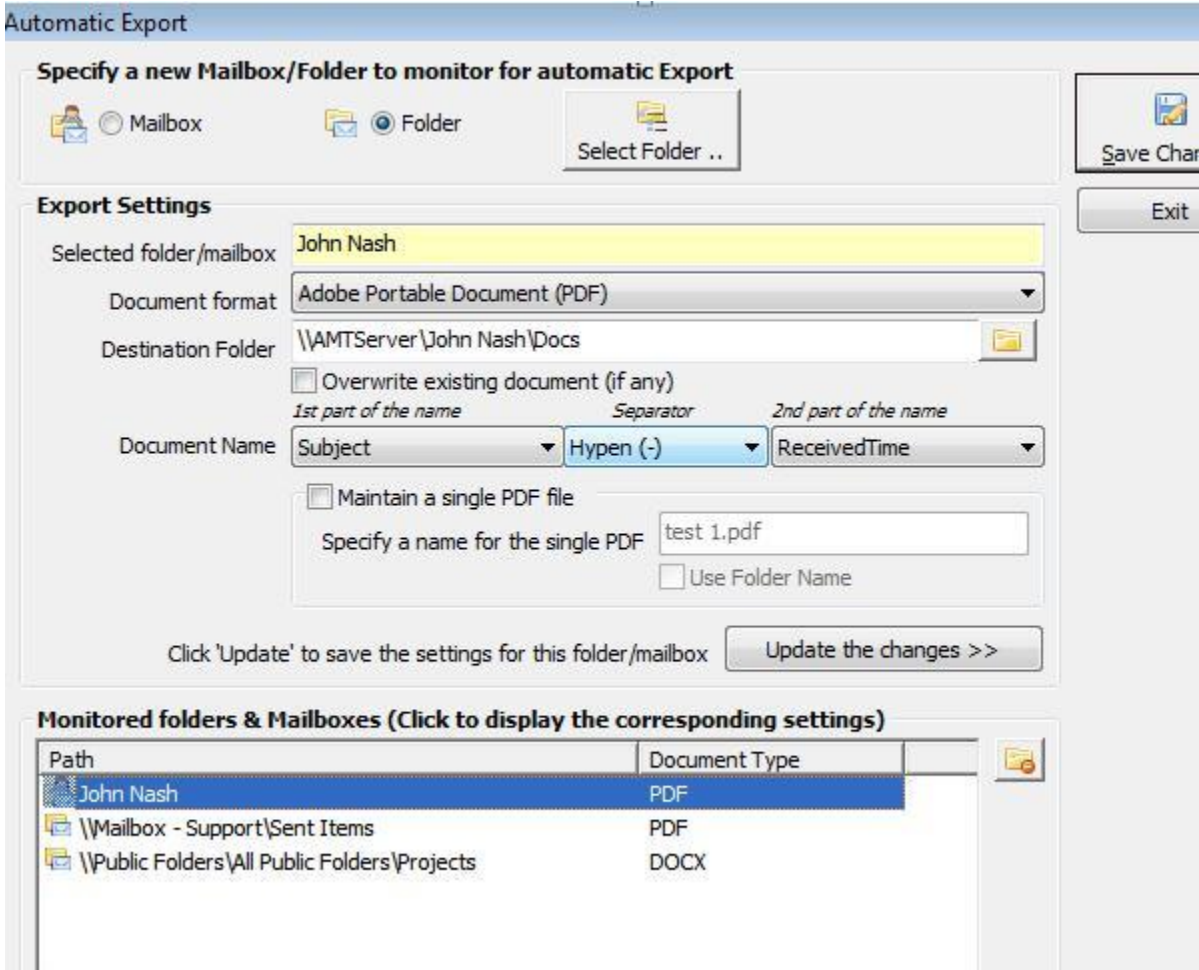 Automatic Export
Specify a new Mailbox/Folder to monitor for automatic Export
Mailbox
Folder
Select Folder ..
Save Chan
Exit
Export Settings
Selected folder/mailbox John Nash
Document format Adobe Portable Document (PDF)
Destination Folder \\AMTServer\John Nash\Docs
Overwrite existing document (if any)
1st part of the name Separator 2nd part of the name
Document Name Subject Hypen (-) ReceivedTime
Maintain a single PDF file
Specify a name for the single PDF test 1.pdf
Use Folder Name
Click 'Update' to save the settings for this folder/mailbox Update the changes >>
Monitored folders & Mailboxes (Click to display the corresponding settings)
Path Document Type
John Nash PDF
\\Mailbox - Support\Sent Items PDF
\\Public Folders\All Public Folders\Projects DOCX